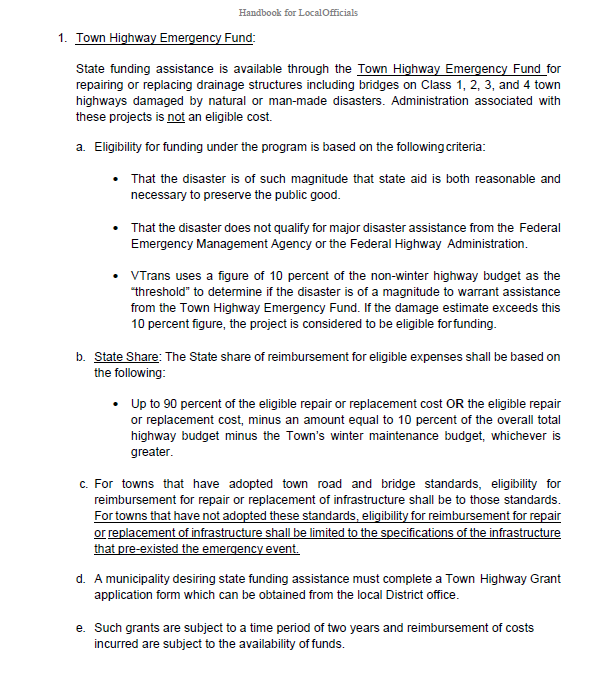 Handbook for LocalOfficials
1. Town Highway Emergency Fund:
State funding assistance is available through the Town Highway Emergency Fund for
repairing or replacing drainage structures including bridges on Class 1, 2, 3, and 4 town
highways damaged by natural or man-made disasters. Administration associated with
these projects is not an eligible cost.
a. Eligibility for funding under the program is based on the followingcriteria:
• That the disaster is of such magnitude that state aid is both reasonable and
necessary to preserve the public good.
• That the disaster does not qualify for major disaster assistance from the Federal
Emergency Management Agency or the Federal Highway Administration.
• VTrans uses a figure of 10 percent of the non-winter highway budget as the
“threshold” to determine if the disaster is of a magnitude to warrant assistance
from the Town Highway Emergency Fund. If the damage estimate exceeds this
10 percent figure, the project is considered to be eligible forfunding.
b. State Share: The State share of reimbursement for eligible expenses shall be based on
the following:
• Up to 90 percent of the eligible repair or replacement cost OR the eligible repair
or replacement cost, minus an amount equal to 10 percent of the overall total
highway budget minus the Town’s winter maintenance budget, whichever is
greater.
c. For towns that have adopted town road and bridge standards, eligibility for
reimbursement for repair or replacement of infrastructure shall be to those standards.
For towns that have not adopted these standards, eligibility for reimbursement for repair
or replacement of infrastructure shall be limited to the specifications of the infrastructure
that pre-existed the emergency event.
d. A municipality desiring state funding assistance must complete a Town Highway Grant
application form which can be obtained from the local District office.
e. Such grants are subject to a time period of two years and reimbursement of costs
incurred are subject to the availability of funds.